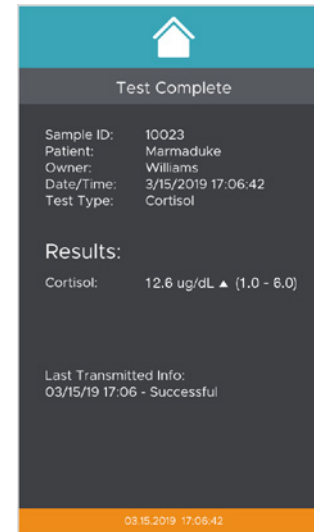 Test Complete
Sample ID: 10023
Patient: Marmaduke
Owner: Williams
Date/Time: 3/15/2019 17:06:42
Test Type: Cortisol
Results:
Cortisol: 12.6 ug/dL ▲ (1.0 - 6.0)
Last Transmitted Info:
03/15/19 17:06 - Successful
03.15.2019 17:06:42